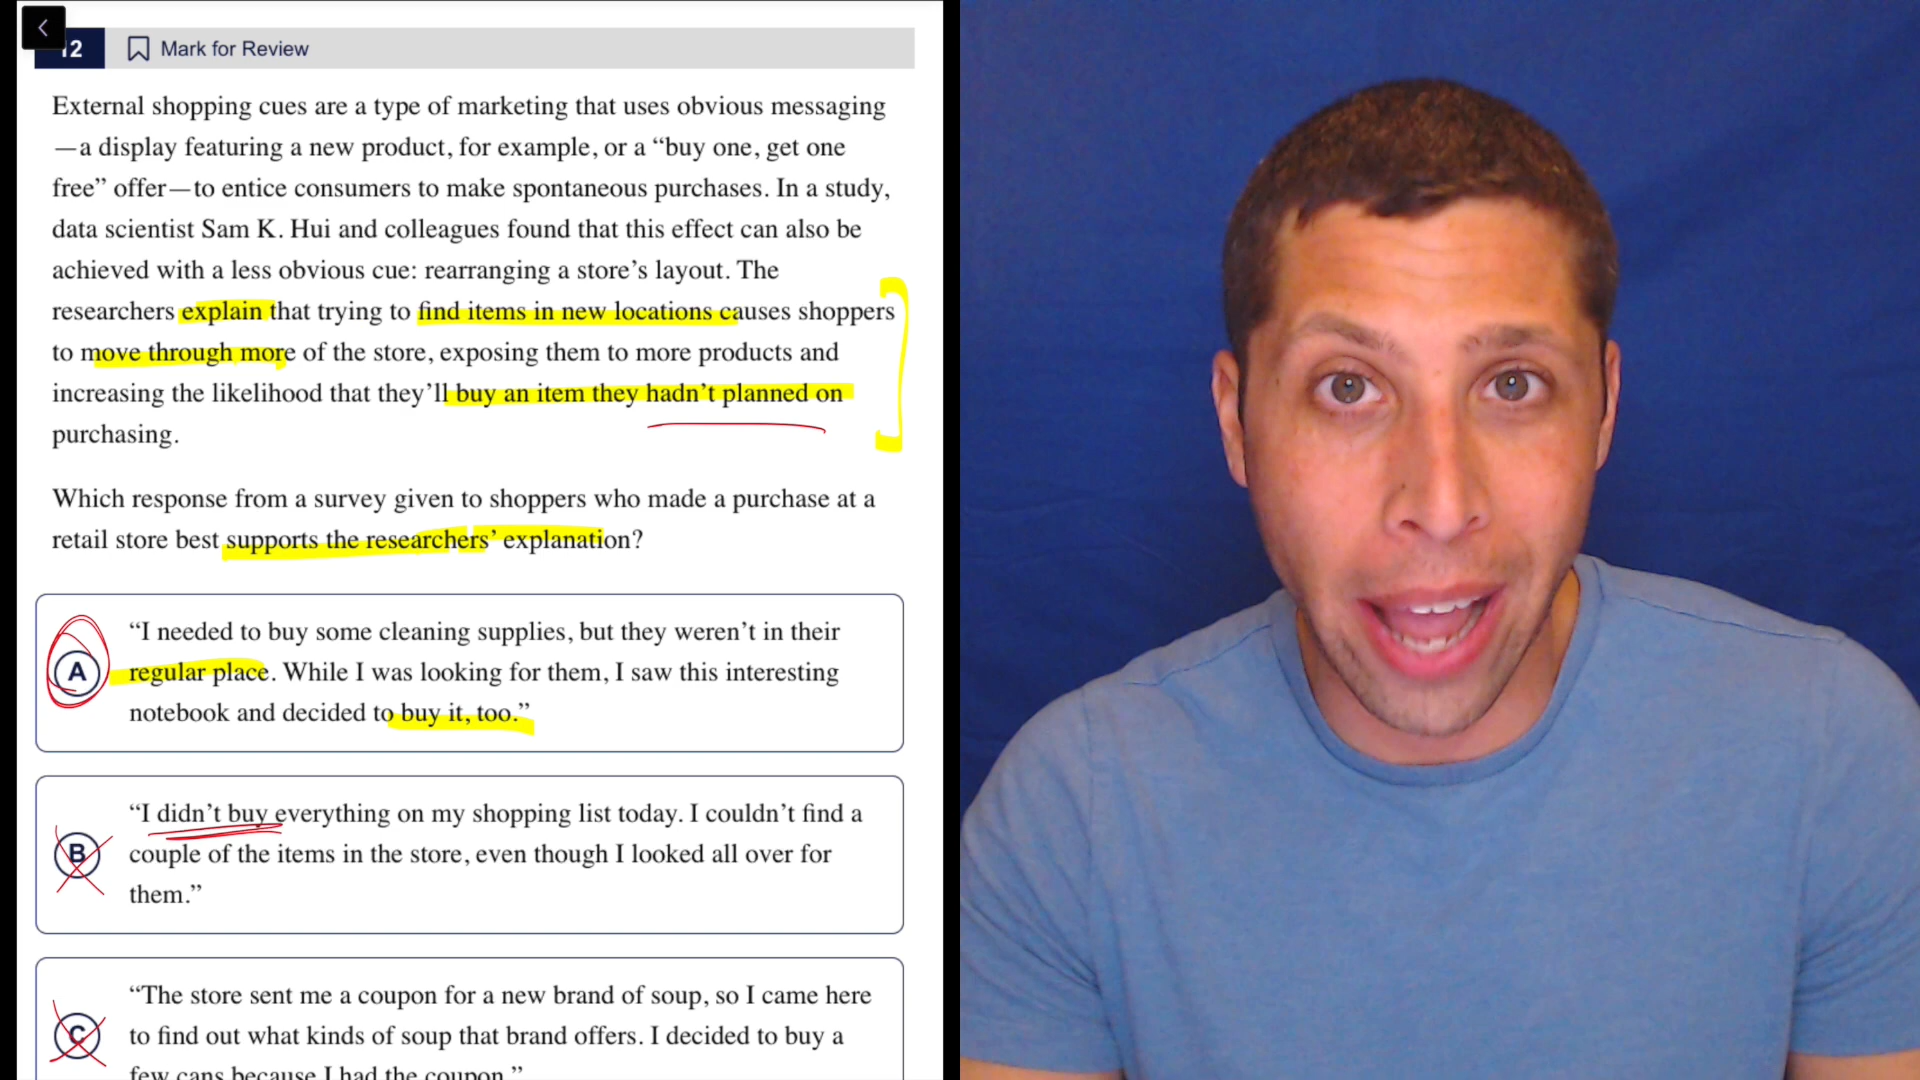 12 Mark for Review
External shopping cues are a type of marketing that uses obvious messaging
—a display featuring a new product, for example, or a “buy one, get one
free” offer—to entice consumers to make spontaneous purchases. In a study,
data scientist Sam K. Hui and colleagues found that this effect can also be
achieved with a less obvious cue: rearranging a store’s layout. The
researchers explain that trying to find items in new locations causes shoppers
to move through more of the store, exposing them to more products and
increasing the likelihood that they’ll buy an item they hadn’t planned on
purchasing.
Which response from a survey given to shoppers who made a purchase at a
retail store best supports the researchers’ explanation?
A
“I needed to buy some cleaning supplies, but they weren’t in their
regular place. While I was looking for them, I saw this interesting
notebook and decided to buy it, too.”
B
“I didn’t buy everything on my shopping list today. I couldn’t find a
couple of the items in the store, even though I looked all over for
them.”
C
“The store sent me a coupon for a new brand of soup, so I came here
to find out what kinds of soup that brand offers. I decided to buy a
few cans because I had the coupon.”